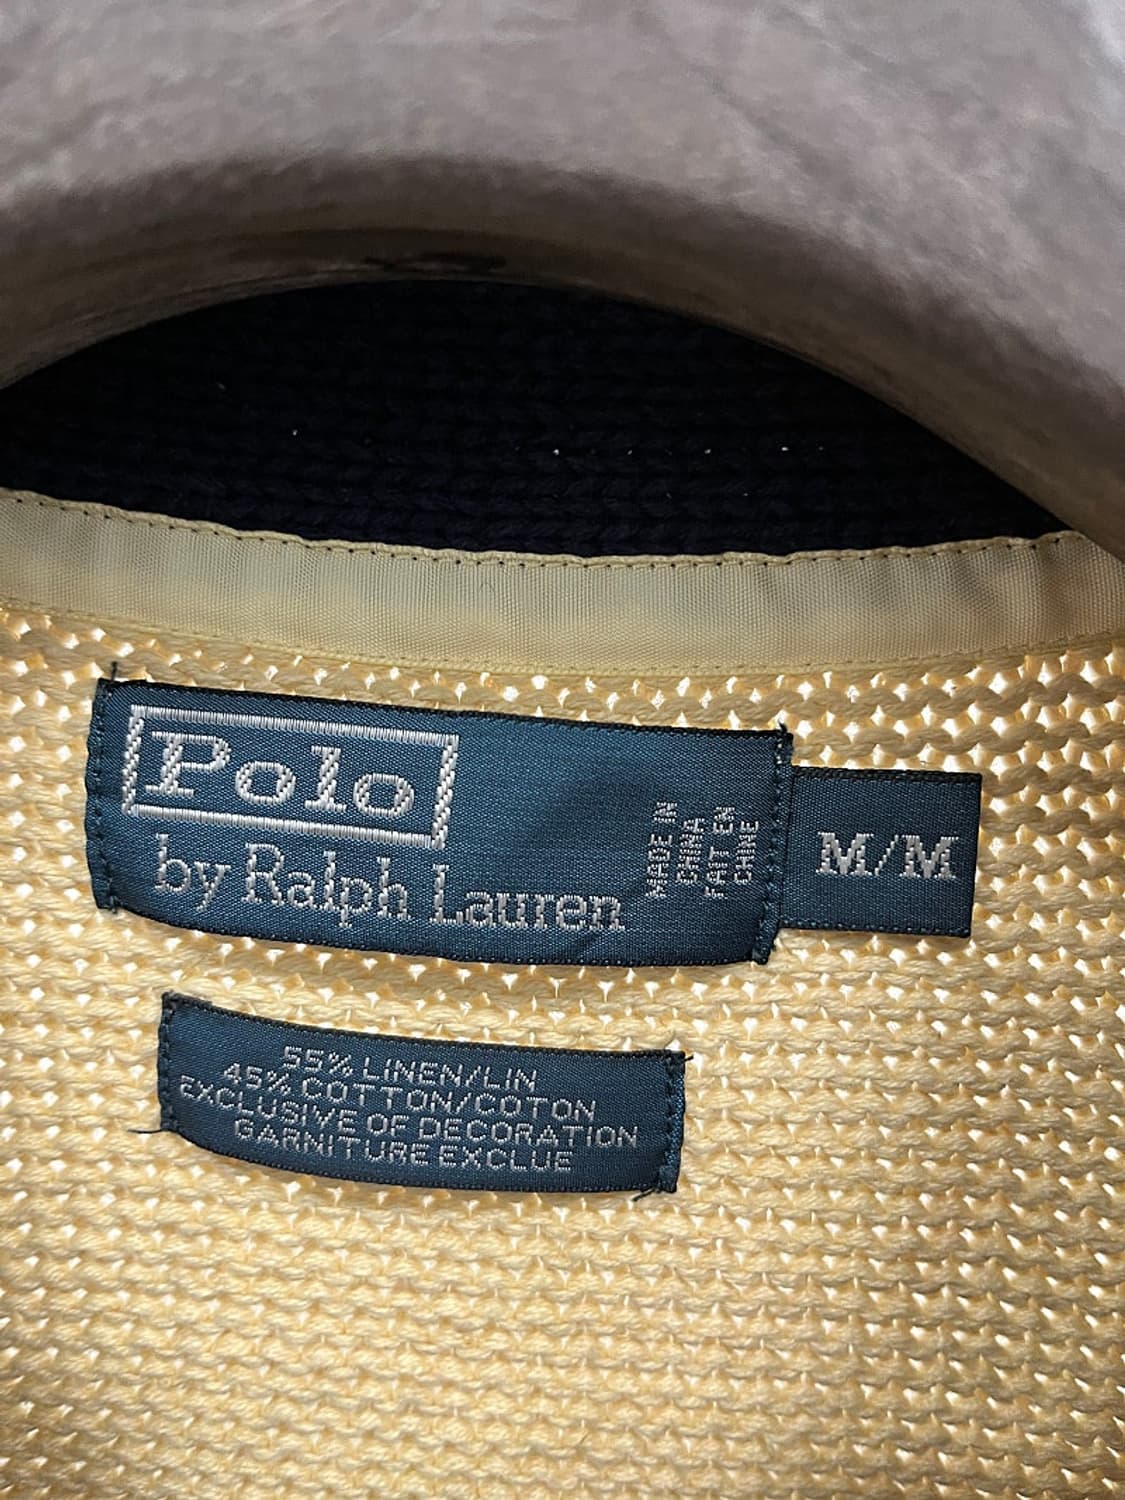 Polo
by Ralph Lauren
MADE IN
CHINA
FAIT EN
CHINE
M/M
55% LINEN/LIN
45% COTTON/COTON
EXCLUSIVE OF DECORATION
GARNITURE EXCLUE